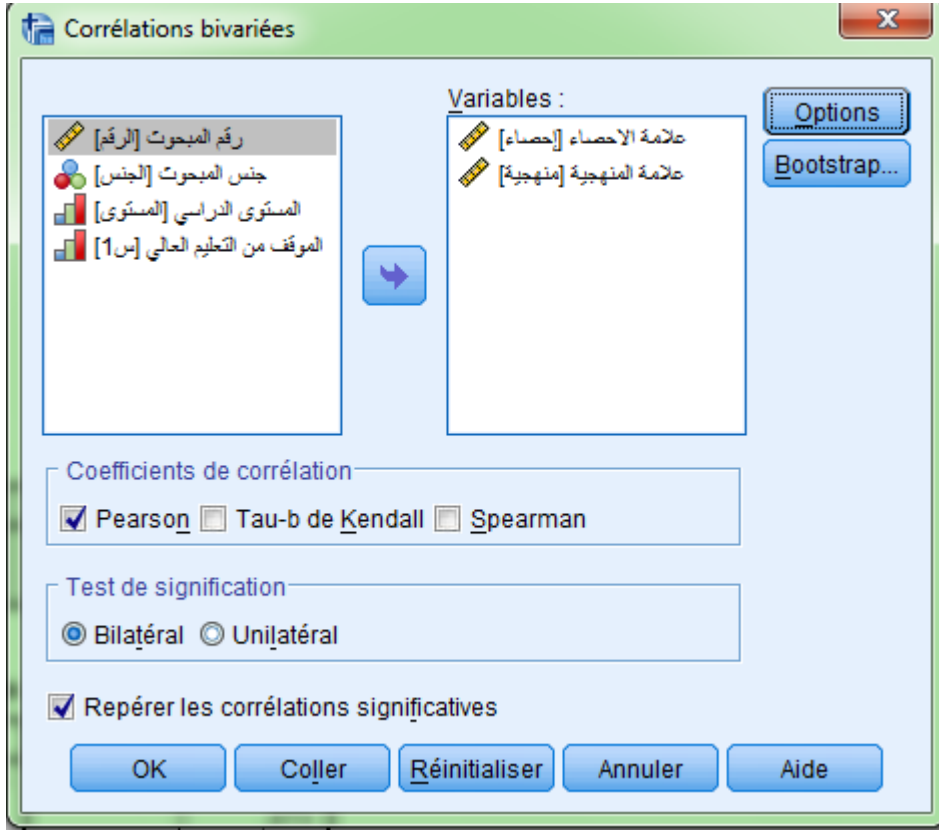 Corrélations bivariées
رقم المبحوث [الرقم]
جنس المبحوث [الجنس]
المستوى الدراسي [المستوى]
الموقف من التعليم العالي [س1]
Variables :
علامة الاحصاء [إحصاء]
علامة المنهجية [منهجية]
Options
Bootstrap...
Coefficients de corrélation
Pearson Tau-b de Kendall Spearman
Test de signification
Bilatéral Unilatéral
Repérer les corrélations significatives
OK Coller Réinitialiser Annuler Aide